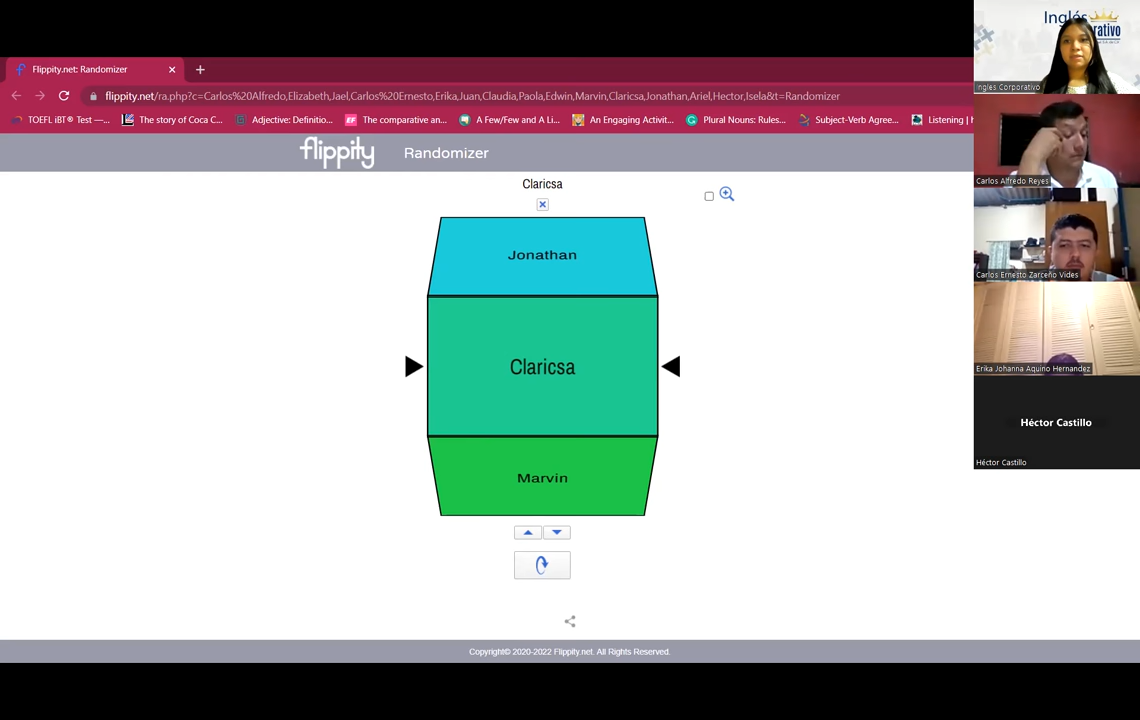 Flippity.net: Randomizer
flippity.net/ra.php?c=Carlos%20Alfredo,Elizabeth,Jael,Carlos%20Ernesto,Erika,Juan,Claudia,Paola,Edwin,Marvin,Claricsa,Jonathan,Ariel,Hector,Isela&t=Randomizer
TOEFL iBT® Test —...
The story of Coca C...
Adjective: Definitio...
EF
The comparative an...
A Few/Few and A Li...
An Engaging Activit...
Plural Nouns: Rules...
Subject-Verb Agree...
Listening | h
flippity
Randomizer
Claricsa
Jonathan
Claricsa
Marvin
Copyright© 2020-2022 Flippity.net. All Rights Reserved.
Inglés
Ingles Corporativo
Carlos Alfredo Reyes
Carlos Ernesto Zarceño Vides
Erika Johanna Aquino Hernandez
Héctor Castillo
Héctor Castillo